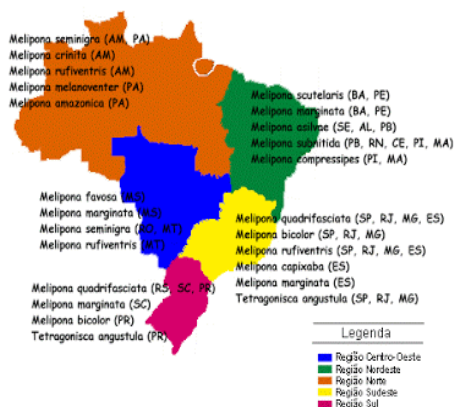 Melipona seminigra (AM, PA)
Melipona crinita (AM)
Melipona rufiventris (AM)
Melipona melanoventer (PA)
Melipona amazonica (PA)
Melipona scutelaris (BA, PE)
Melipona marginata (BA, PE)
Melipona asilvae (SE, AL, PB)
Melipona subnitida (PB, RN, CE, PI, MA)
Melipona compressipes (PI, MA)
Melipona favosa (MS)
Melipona marginata (MS)
Melipona seminigra (RO, MT)
Melipona rufiventris (MT)
Melipona quadrifasciata (SP, RJ, MG, ES)
Melipona bicolor (SP, RJ, MG)
Melipona rufiventris (SP, RJ, MG, ES)
Melipona capixaba (ES)
Melipona marginata (ES)
Tetragonisca angustula (SP, RJ, MG)
Melipona quadrifasciata (RS, SC, PR)
Melipona marginata (SC)
Melipona bicolor (PR)
Tetragonisca angustula (PR)
Legenda
Região Centro-Oeste
Região Nordeste
Região Norte
Região Sudeste
Região Sul